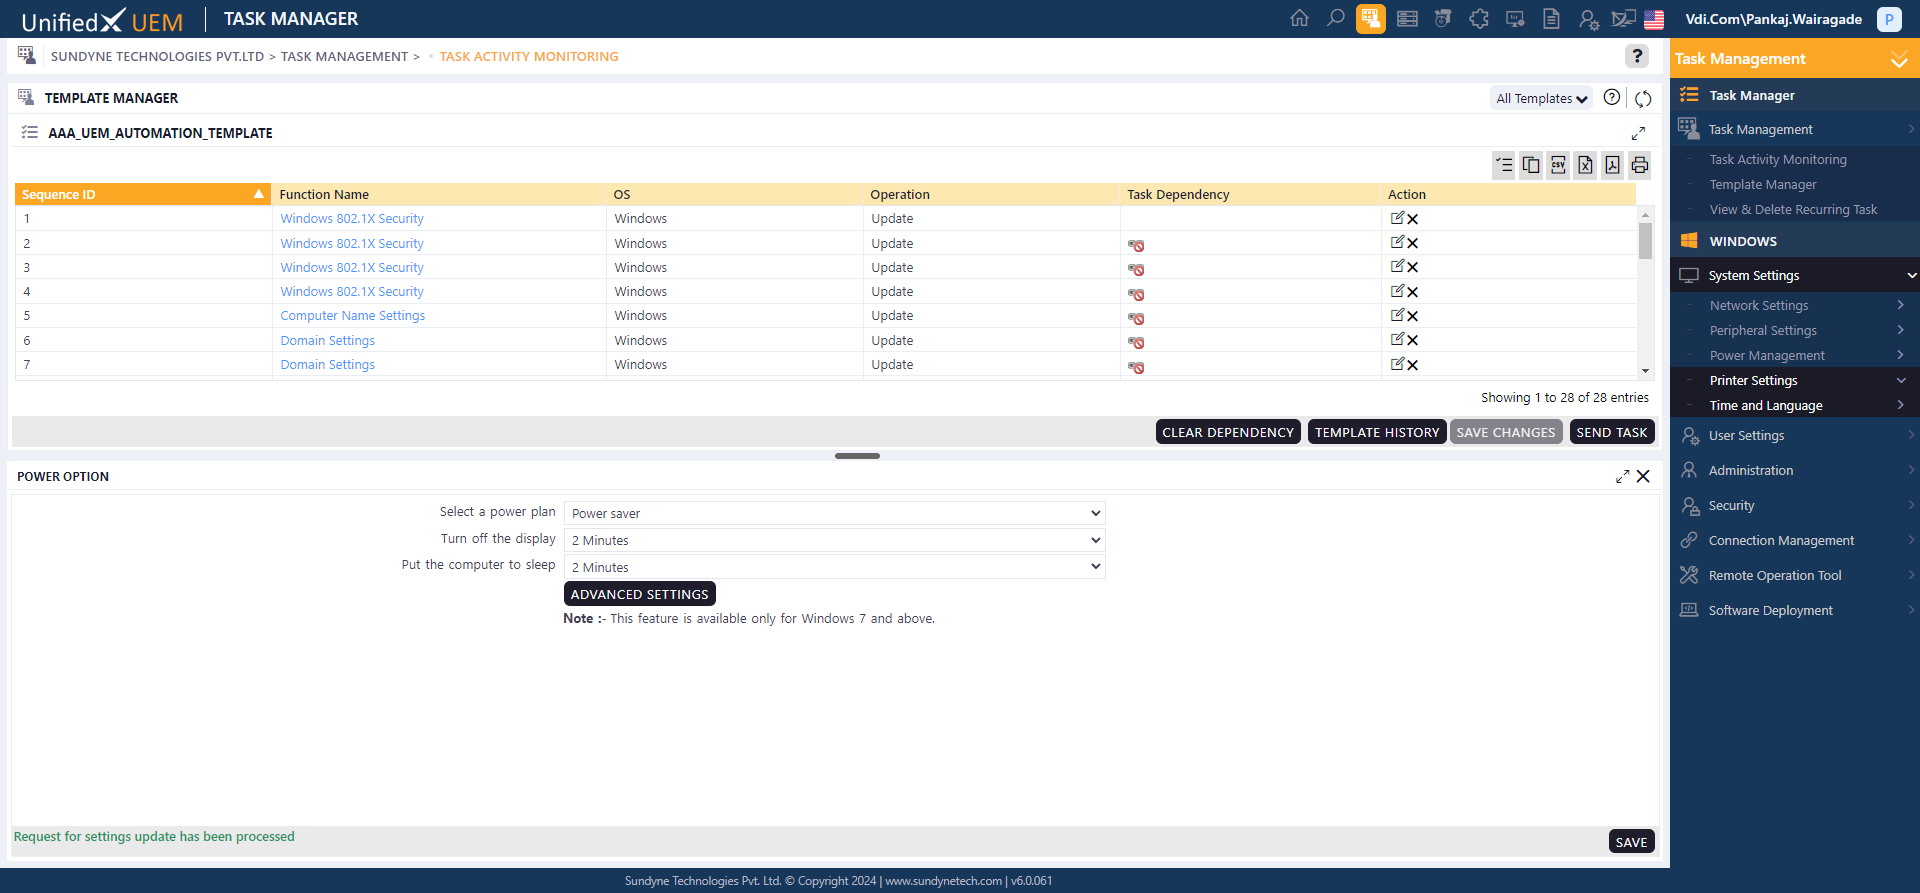 UnifiedX UEM | TASK MANAGER
Vdi.Com\Pankaj.Wairagade P
SUNDYNE TECHNOLOGIES PVT.LTD > TASK MANAGEMENT > • TASK ACTIVITY MONITORING ?
TEMPLATE MANAGER All Templates ?
AAA_UEM_AUTOMATION_TEMPLATE
CSV X
Sequence ID Function Name OS Operation Task Dependency Action
1 Windows 802.1X Security Windows Update
2 Windows 802.1X Security Windows Update
3 Windows 802.1X Security Windows Update
4 Windows 802.1X Security Windows Update
5 Computer Name Settings Windows Update
6 Domain Settings Windows Update
7 Domain Settings Windows Update
Showing 1 to 28 of 28 entries
CLEAR DEPENDENCY TEMPLATE HISTORY SAVE CHANGES SEND TASK
POWER OPTION
Select a power plan Power saver
Turn off the display 2 Minutes
Put the computer to sleep 2 Minutes
ADVANCED SETTINGS
Note :- This feature is available only for Windows 7 and above.
Request for settings update has been processed
SAVE
Task Management
Task Manager
Task Management
Task Activity Monitoring
Template Manager
View & Delete Recurring Task
WINDOWS
System Settings
Network Settings
Peripheral Settings
Power Management
Printer Settings
Time and Language
User Settings
Administration
Security
Connection Management
Remote Operation Tool
Software Deployment
Sundyne Technologies Pvt. Ltd. © Copyright 2024 | www.sundynetech.com | v6.0.061